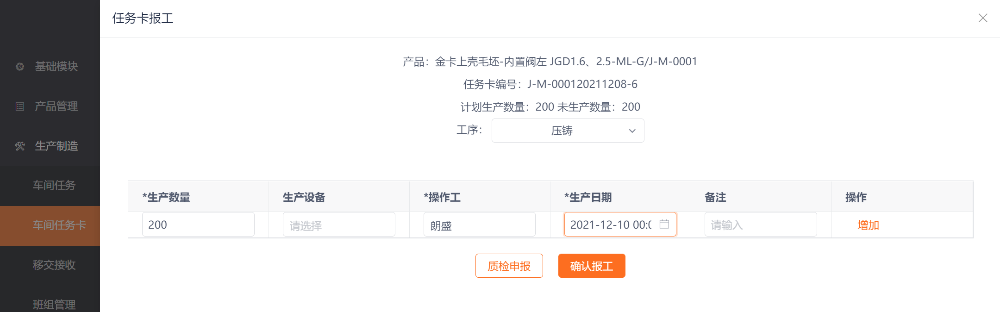 任务卡报工
基础模块
产品管理
生产制造
车间任务
车间任务卡
移交接收
班组管理
产品：金卡上壳毛坯-内置阀左 JGD1.6、2.5-ML-G/J-M-0001
任务卡编号：J-M-000120211208-6
计划生产数量：200 未生产数量：200
工序： 压铸
*生产数量 生产设备 *操作工 *生产日期 备注 操作
200 请选择 朗盛 2021-12-10 00: 请输入 增加
质检申报 确认报工